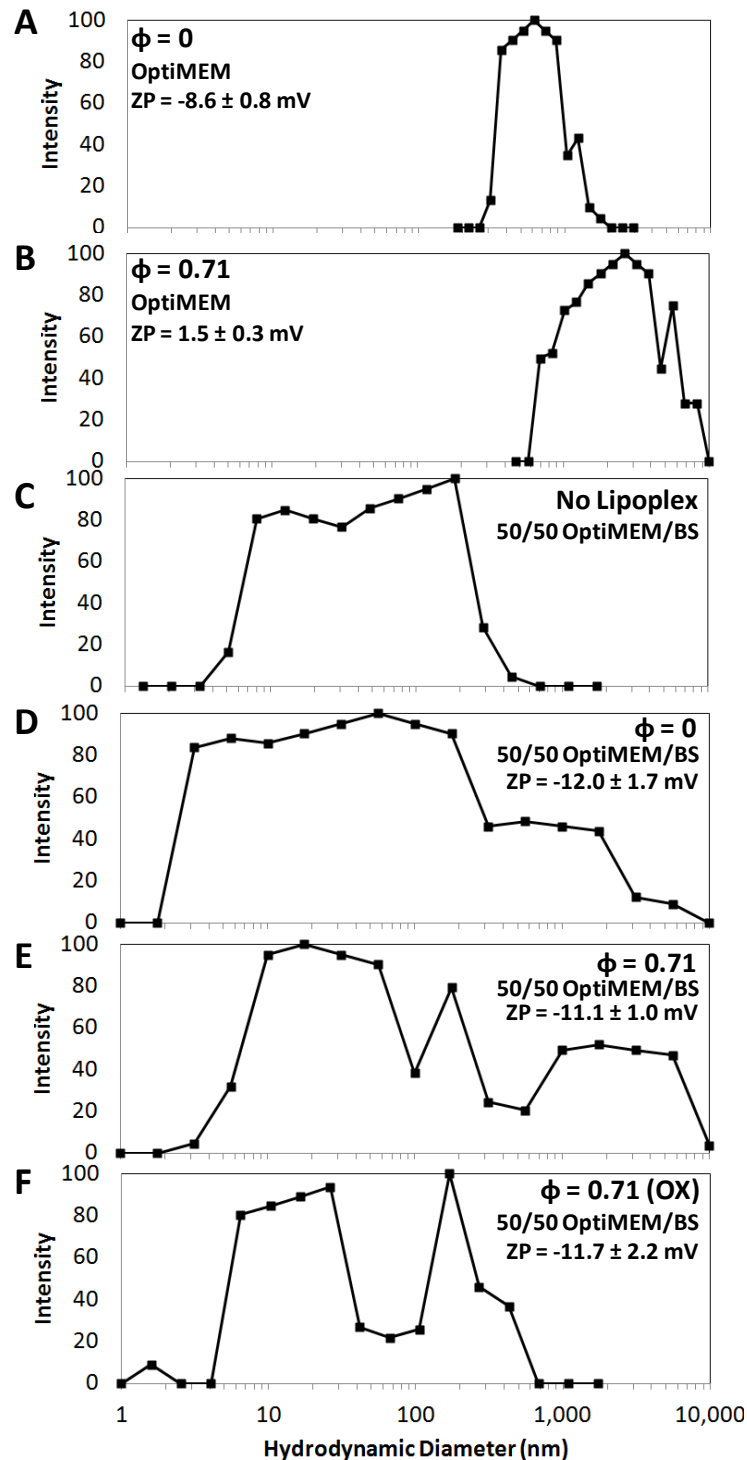 A
100
80
60
40
20
0
Intensity
ϕ = 0
OptiMEM
ZP = -8.6 ± 0.8 mV
B
100
80
60
40
20
0
Intensity
ϕ = 0.71
OptiMEM
ZP = 1.5 ± 0.3 mV
C
100
80
60
40
20
0
Intensity
No Lipoplex
50/50 OptiMEM/BS
D
100
80
60
40
20
0
Intensity
ϕ = 0
50/50 OptiMEM/BS
ZP = -12.0 ± 1.7 mV
E
100
80
60
40
20
0
Intensity
ϕ = 0.71
50/50 OptiMEM/BS
ZP = -11.1 ± 1.0 mV
F
100
80
60
40
20
0
Intensity
ϕ = 0.71 (OX)
50/50 OptiMEM/BS
ZP = -11.7 ± 2.2 mV
1 10 100 1,000 10,000
Hydrodynamic Diameter (nm)